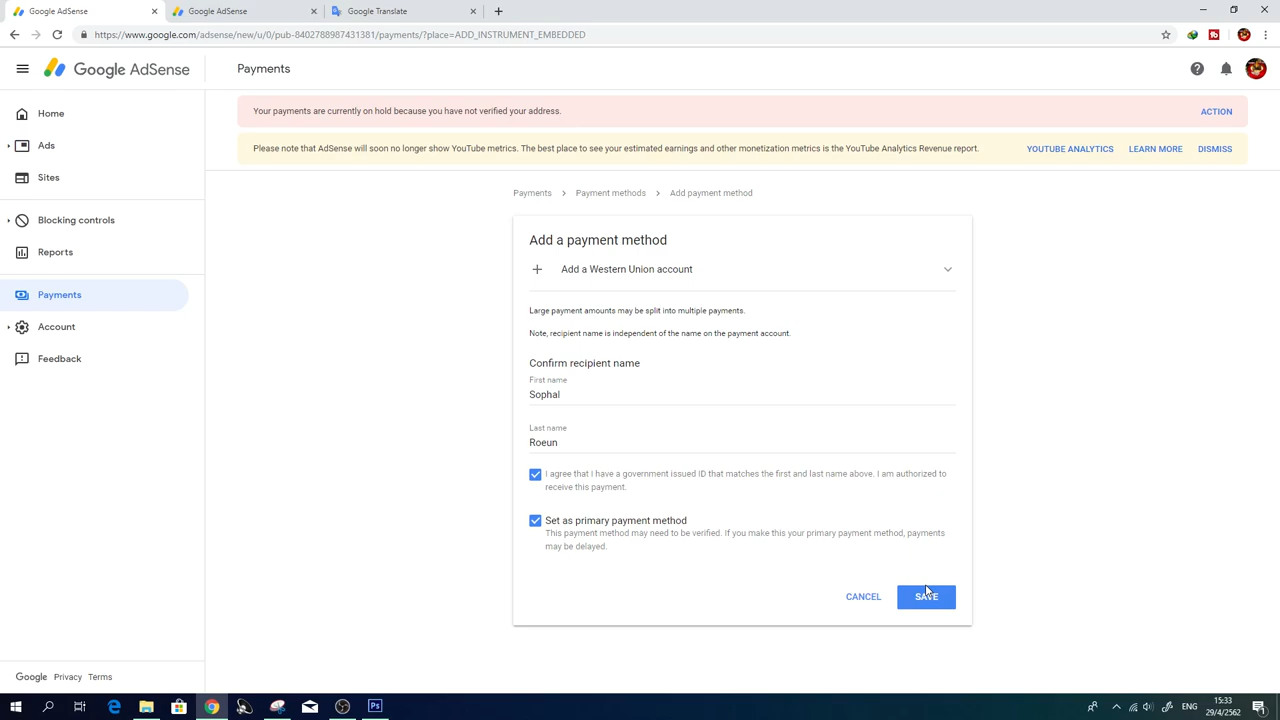 Google AdSense
Google AdSense
Google Translate
https://www.google.com/adsense/new/u/0/pub-8402788987431381/payments/?place=ADD_INSTRUMENT_EMBEDDED
Google AdSense
Payments
Home
Ads
Sites
Blocking controls
Reports
Payments
Account
Feedback
Your payments are currently on hold because you have not verified your address.
ACTION
Please note that AdSense will soon no longer show YouTube metrics. The best place to see your estimated earnings and other monetization metrics is the YouTube Analytics Revenue report.
YOUTUBE ANALYTICS
LEARN MORE
DISMISS
Payments > Payment methods > Add payment method
Add a payment method
Add a Western Union account
Large payment amounts may be split into multiple payments.
Note, recipient name is independent of the name on the payment account.
Confirm recipient name
First name
Sophal
Last name
Roeun
I agree that I have a government issued ID that matches the first and last name above. I am authorized to
receive this payment.
Set as primary payment method
This payment method may need to be verified. If you make this your primary payment method, payments
may be delayed.
CANCEL
SAVE
Google Privacy Terms
ENG
15:33
29/4/2562